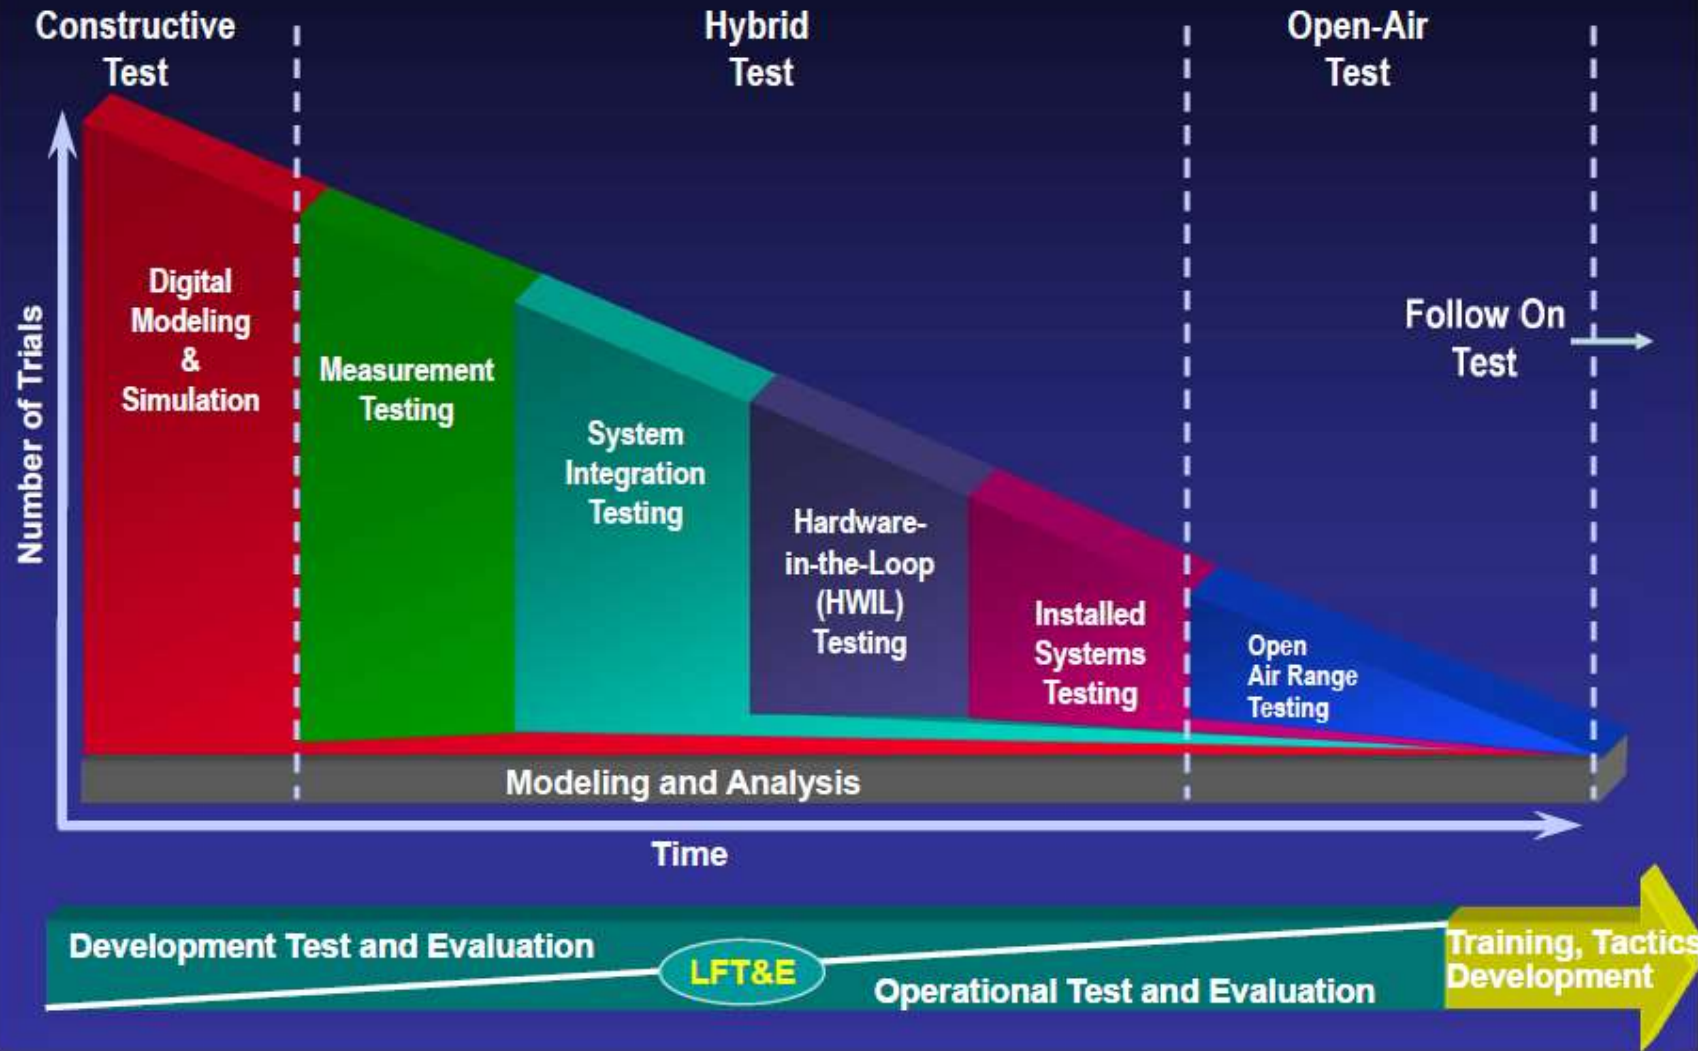 Constructive
Test
Hybrid
Test
Open-Air
Test
Number of Trials
Digital
Modeling
&
Simulation
Measurement
Testing
System
Integration
Testing
Hardware-
in-the-Loop
(HWIL)
Testing
Installed
Systems
Testing
Open
Air Range
Testing
Follow On
Test
Modeling and Analysis
Time
Development Test and Evaluation
LFT&E
Operational Test and Evaluation
Training, Tactics
Development